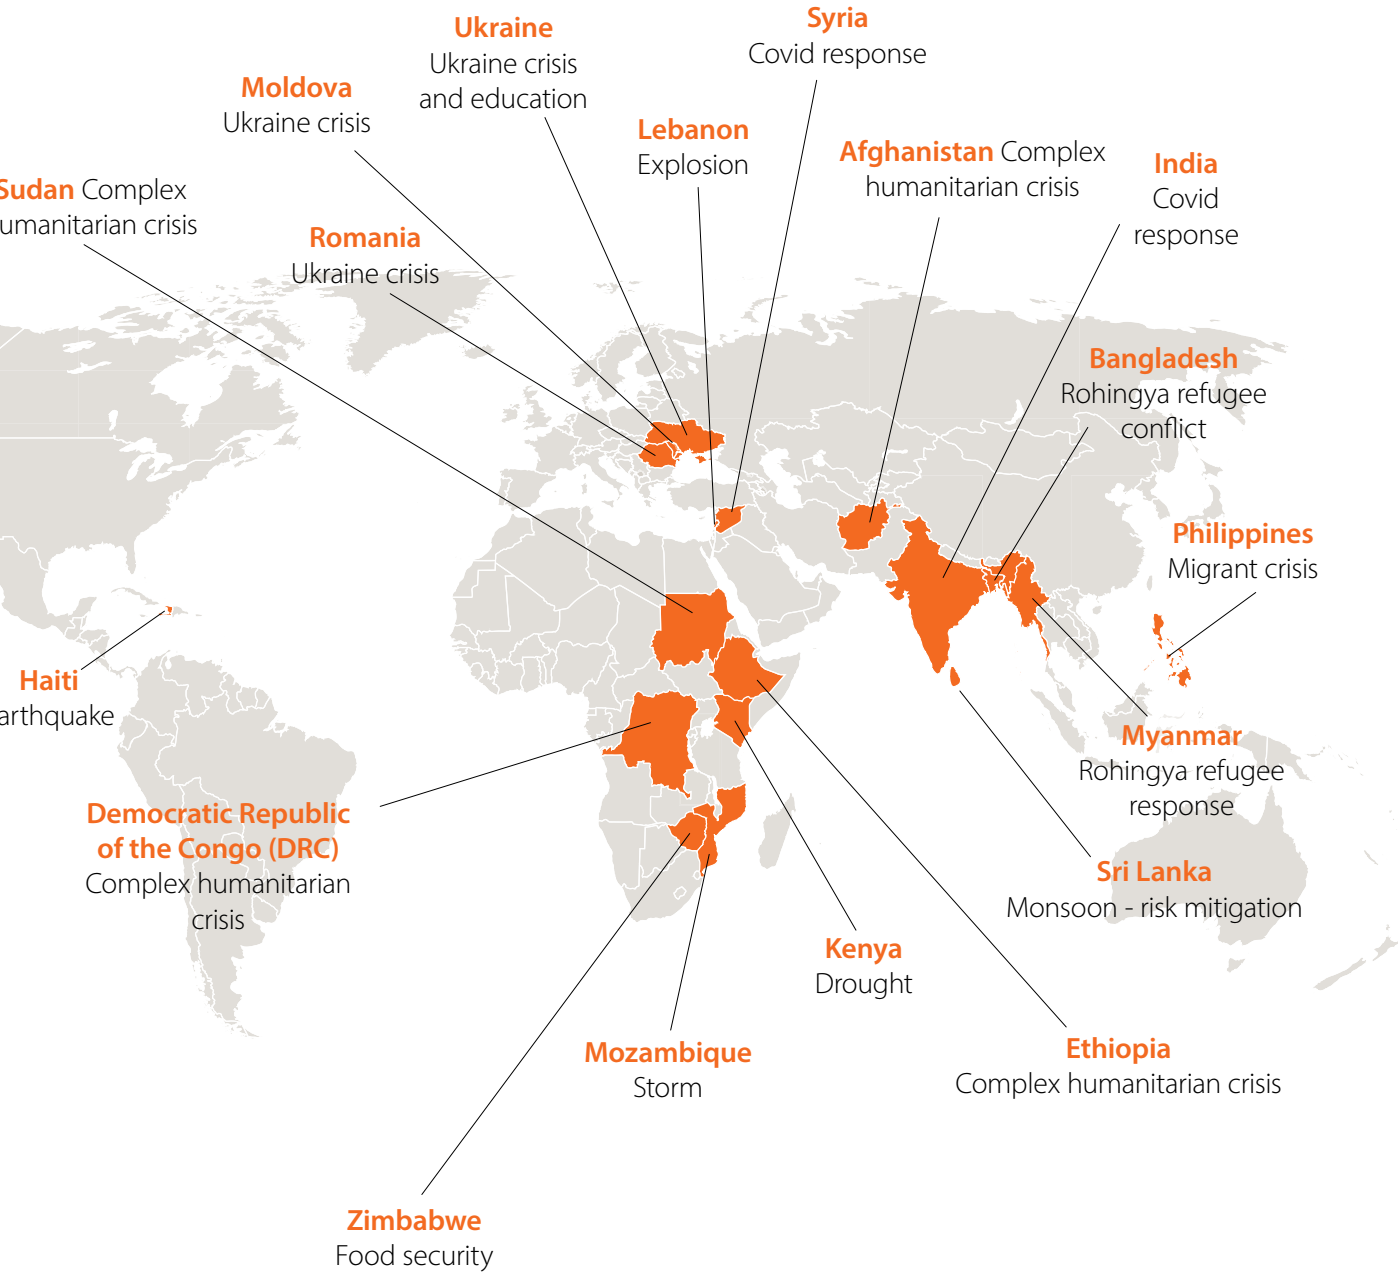 Syria
Covid response
Ukraine
Ukraine crisis
and education
Moldova
Ukraine crisis
Lebanon
Explosion
Afghanistan Complex
humanitarian crisis
India
Covid
response
Sudan Complex
umanitarian crisis
Romania
Ukraine crisis
Bangladesh
Rohingya refugee
conflict
Philippines
Migrant crisis
Haiti
arthquake
Myanmar
Rohingya refugee
response
Democratic Republic
of the Congo (DRC)
Complex humanitarian
crisis
Sri Lanka
Monsoon - risk mitigation
Kenya
Drought
Mozambique
Storm
Ethiopia
Complex humanitarian crisis
Zimbabwe
Food security